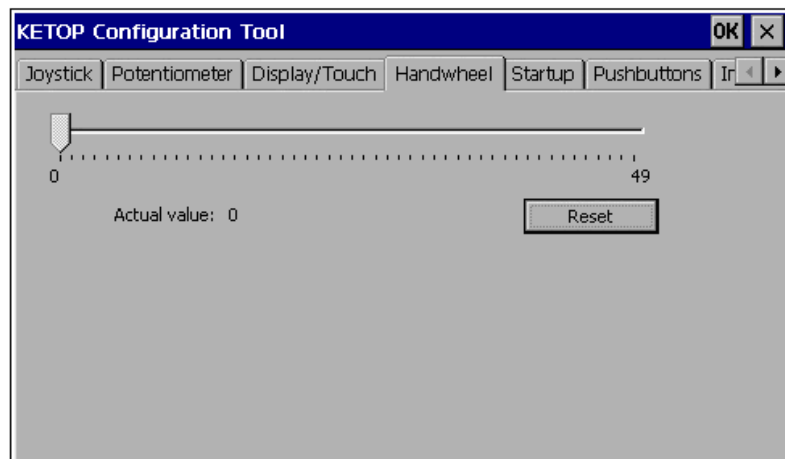 KETOP Configuration Tool OK ×
Joystick Potentiometer Display/Touch Handwheel Startup Pushbuttons
0 49
Actual value: 0 Reset